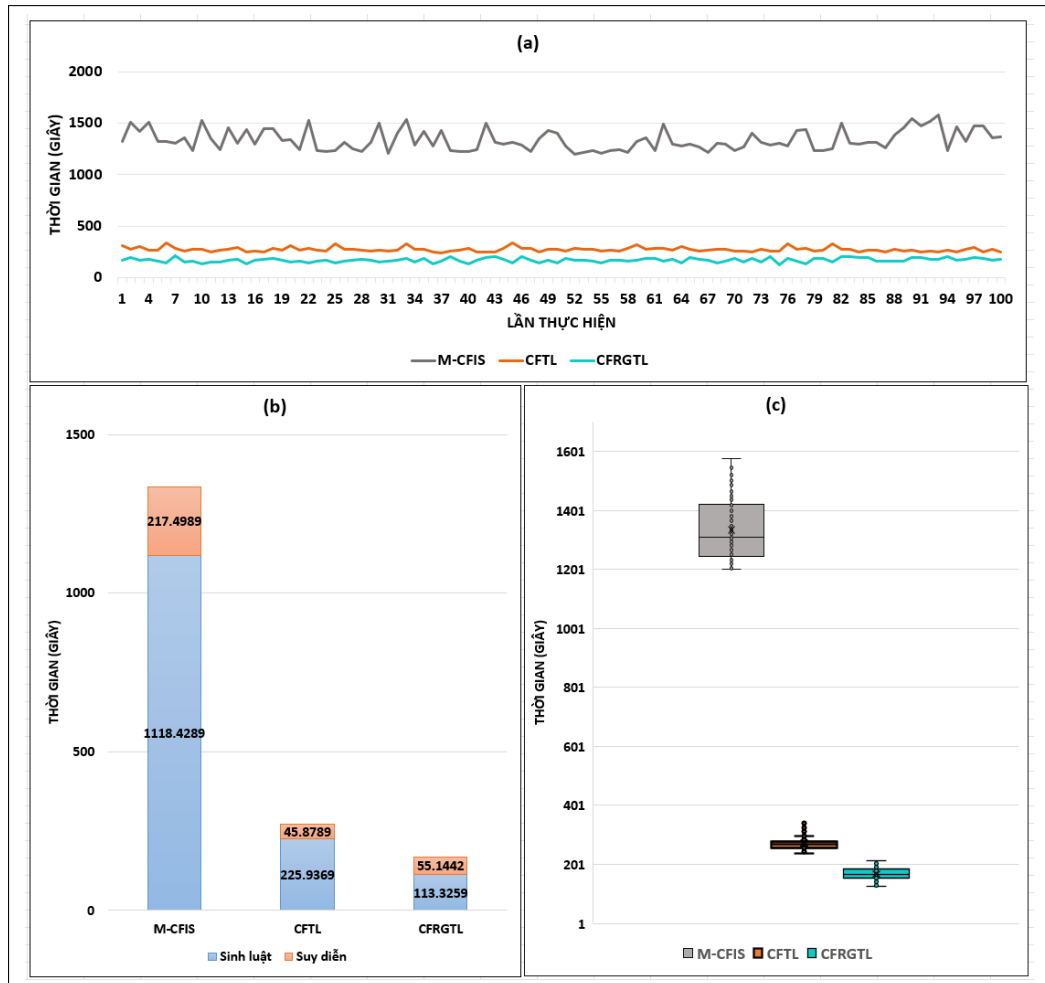 (a)
THỜI GIAN (GIÂY)
2000
1500
1000
500
0
1 4 7 10 13 16 19 22 25 28 31 34 37 40 43 46 49 52 55 58 61 64 67 70 73 76 79 82 85 88 91 94 97 100
LẦN THỰC HIỆN
M-CFIS CFTL CFRGTL
(b)
THỜI GIAN (GIÂY)
1500
1000
500
0
217.4989
1118.4289
45.8789
225.9369
55.1442
113.3259
M-CFIS CFTL CFRGTL
Sinh luật Suy diễn
(c)
THỜI GIAN (GIÂY)
1601
1401
1201
1001
801
601
401
201
1
M-CFIS CFTL CFRGTL